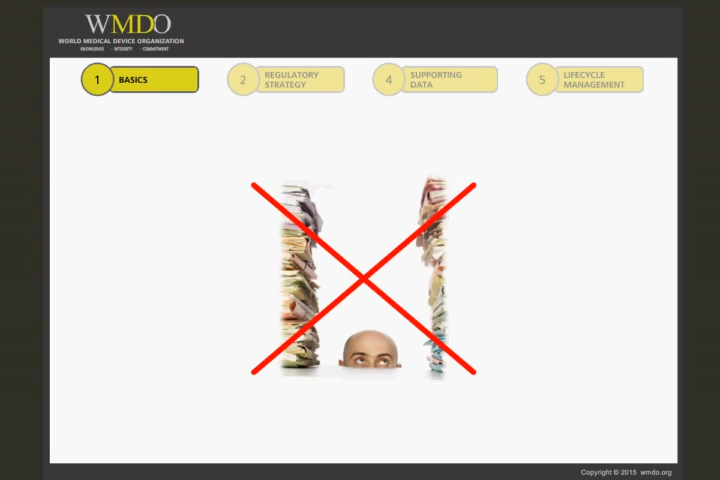 WMDO
WORLD MEDICAL DEVICE ORGANIZATION
KNOWLEDGE · INTEGRITY · COMMITMENT
1 BASICS
2 REGULATORY STRATEGY
4 SUPPORTING DATA
5 LIFECYCLE MANAGEMENT
Copyright © 2015 wmdo.org